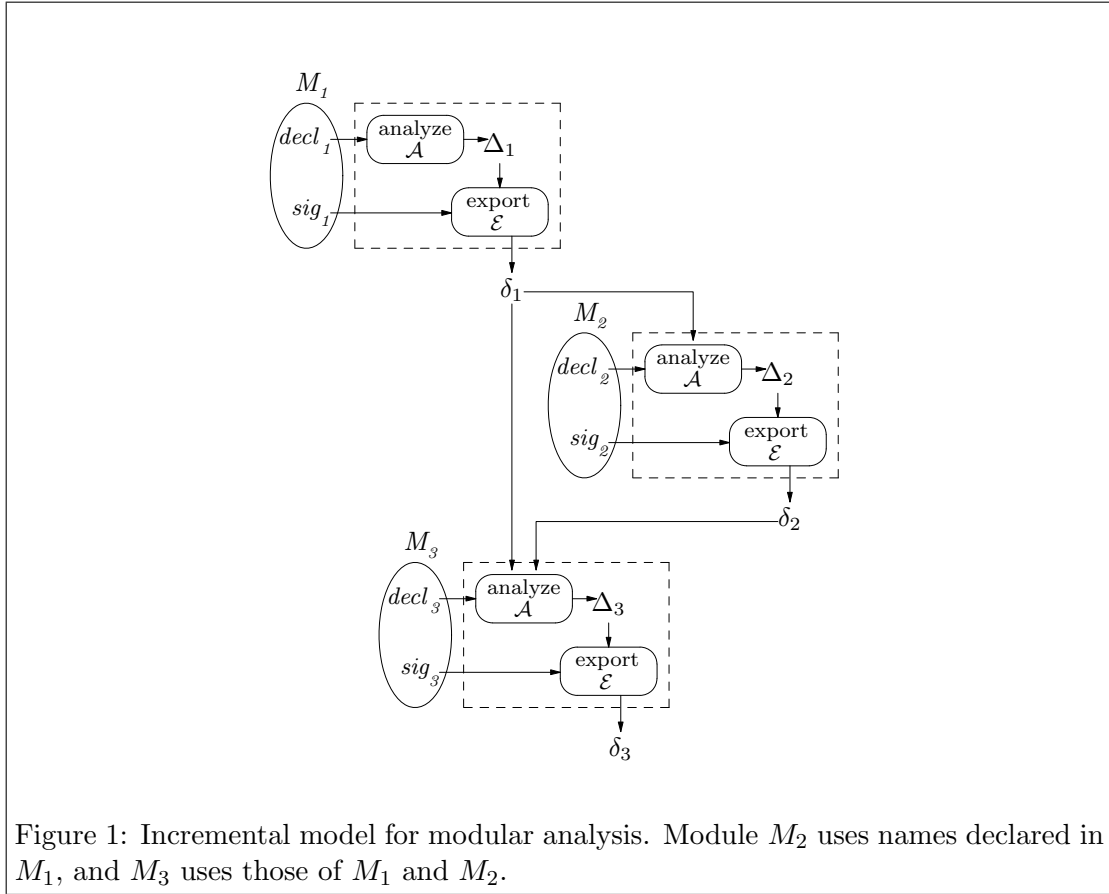 M₁
decl₁
analyze
𝒜
Δ₁
sig₁
export
ℰ
δ₁
M₂
decl₂
analyze
𝒜
Δ₂
sig₂
export
ℰ
δ₂
M₃
decl₃
analyze
𝒜
Δ₃
sig₃
export
ℰ
δ₃
Figure 1: Incremental model for modular analysis. Module M₂ uses names declared in
M₁, and M₃ uses those of M₁ and M₂.